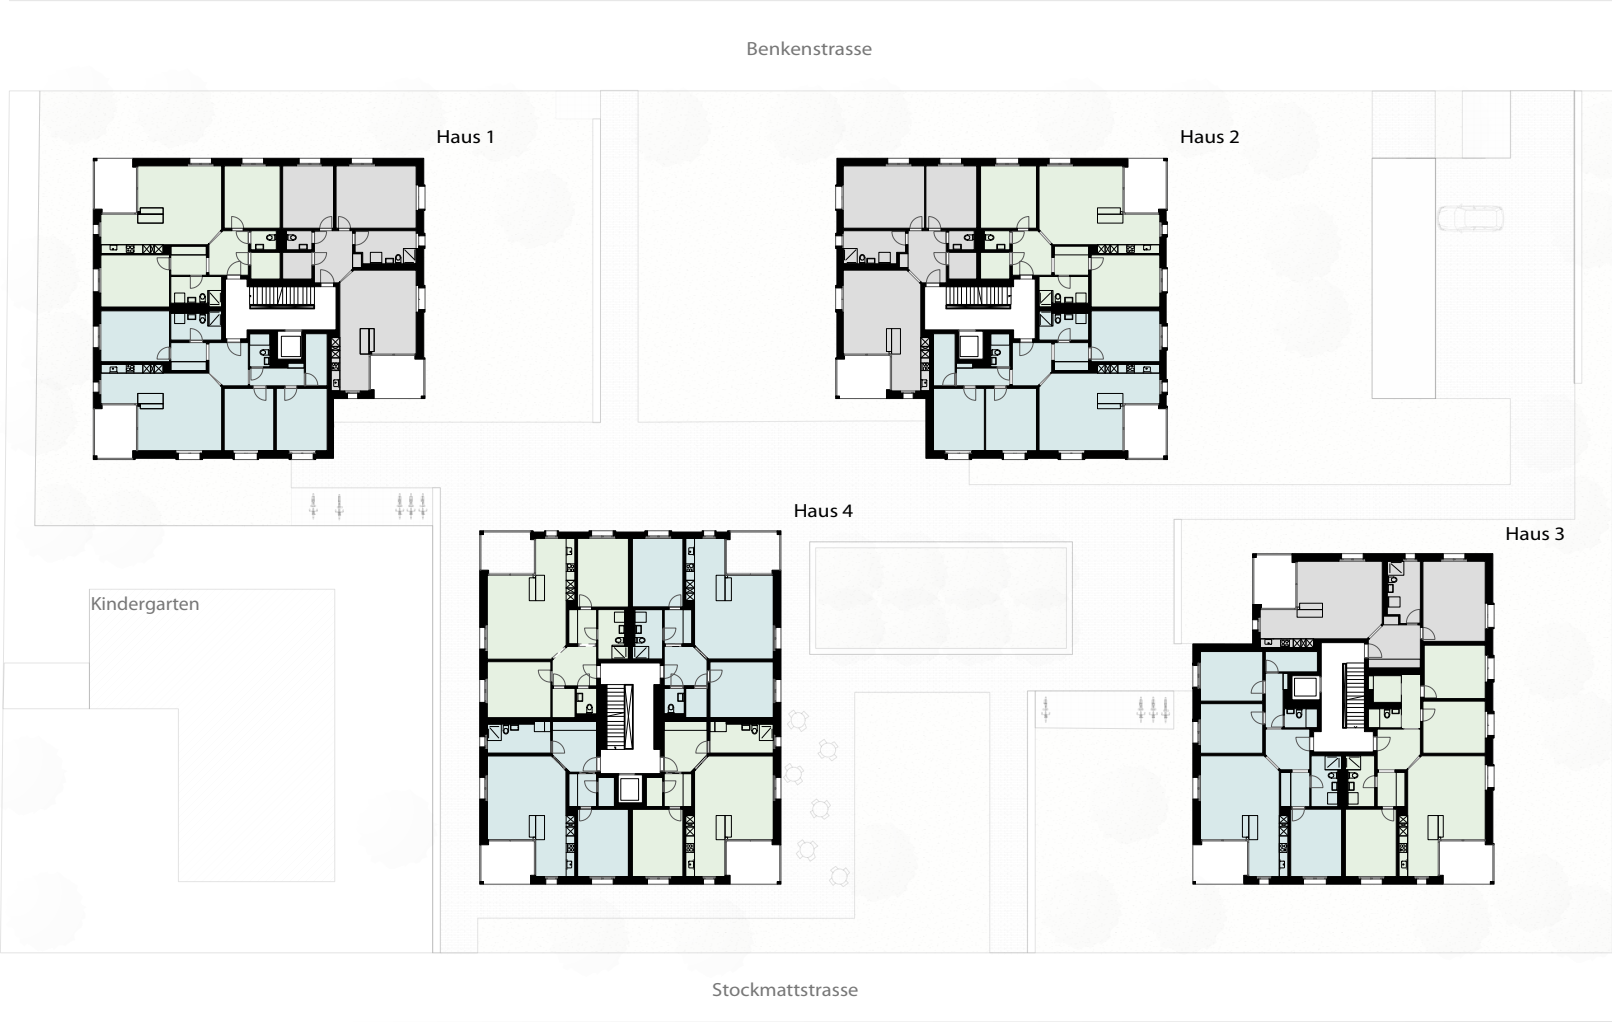 Benkenstrasse
Haus 1
Haus 2
Haus 4
Haus 3
Kindergarten
Stockmattstrasse